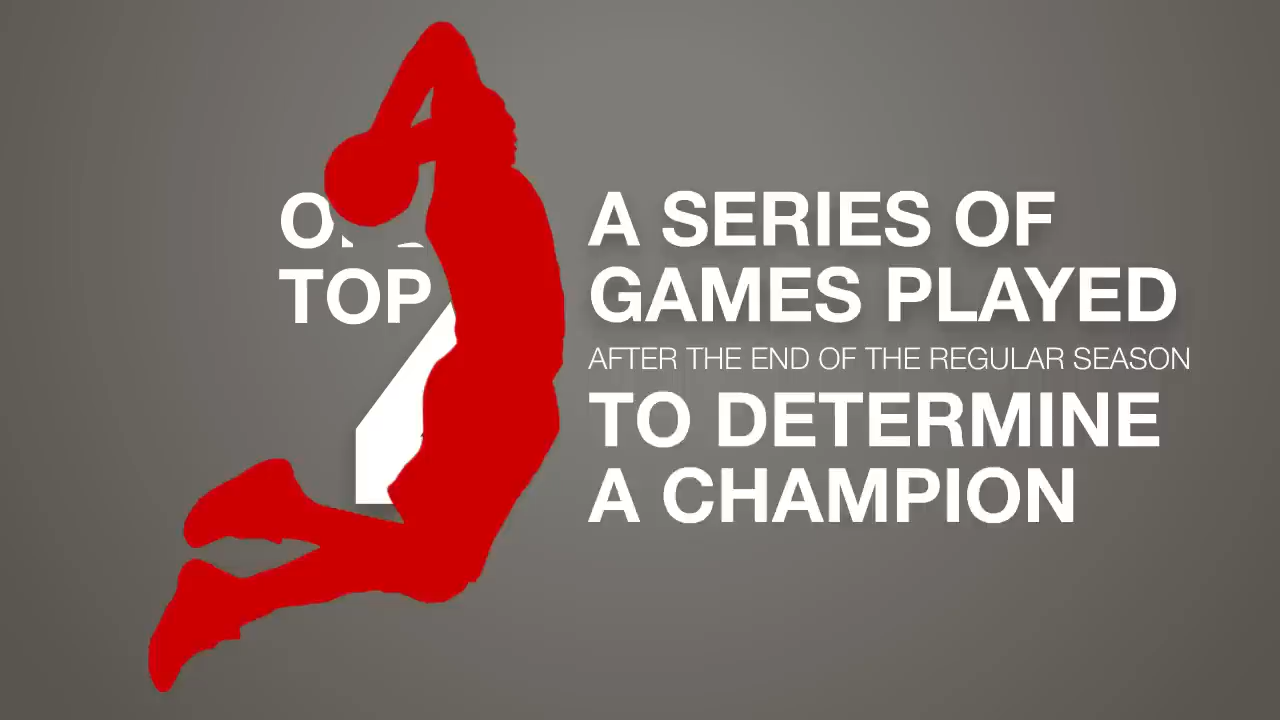 TOP
A SERIES OF
GAMES PLAYED
AFTER THE END OF THE REGULAR SEASON
TO DETERMINE
A CHAMPION